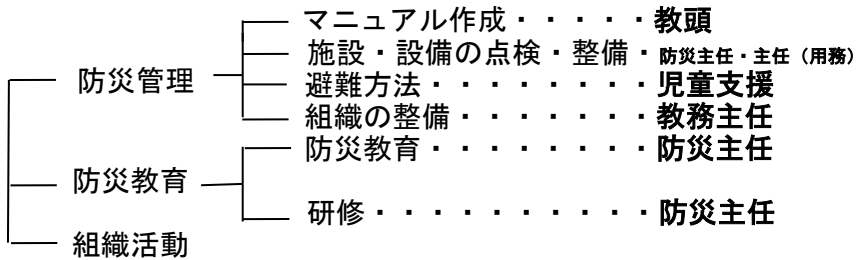 マニュアル作成・・・・・教頭
施設・設備の点検・整備・防災主任・主任（用務）
防災管理
避難方法・・・・・・・・児童支援
組織の整備・・・・・・・教務主任
防災教育・・・・・・・・防災主任
防災教育
研修・・・・・・・・・・防災主任
組織活動